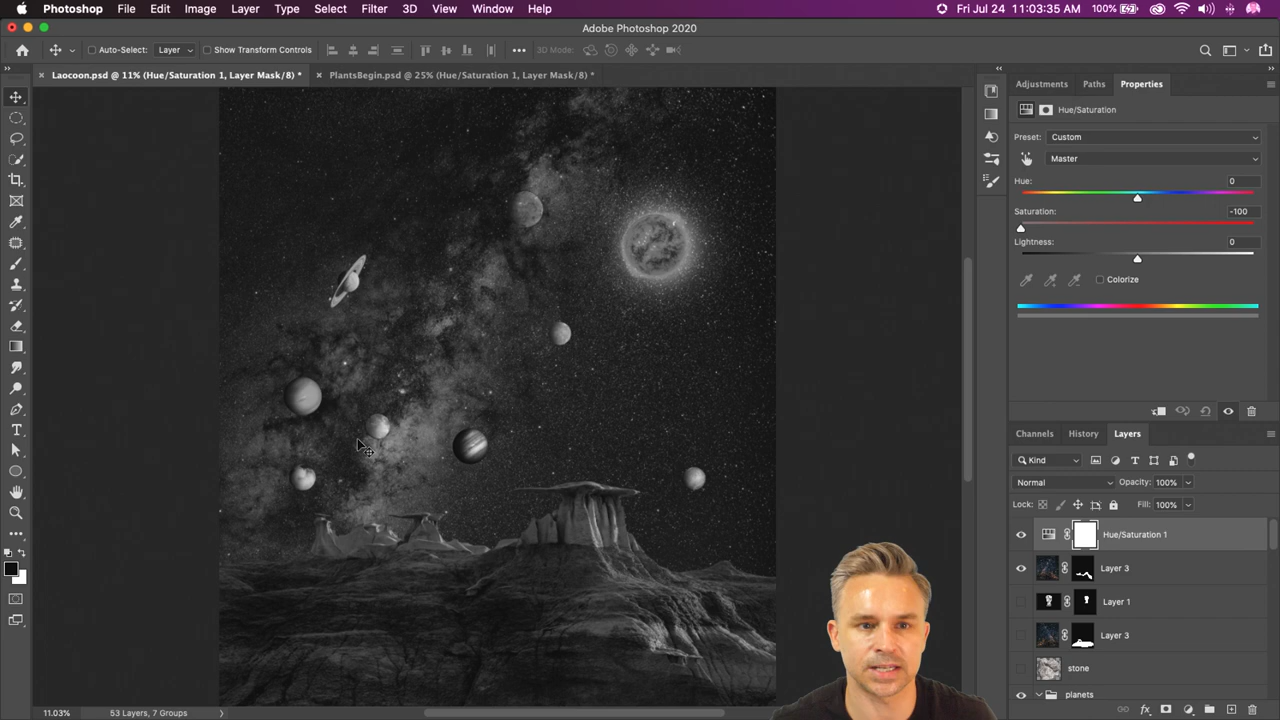 Photoshop File Edit Image Layer Type Select Filter 3D View Window Help 100% Fri Jul 24 11:03:35 AM
Adobe Photoshop 2020
Auto-Select: Layer Show Transform Controls 3D Mode:
Laocoon.psd @ 11% (Hue/Saturation 1, Layer Mask/8) * PlantsBegin.psd @ 25% (Hue/Saturation 1, Layer Mask/8) *
Adjustments Paths Properties
Hue/Saturation
Preset: Custom
Master
Hue: 0
Saturation: -100
Lightness: 0
Colorize
Channels History Layers
Kind
Normal Opacity: 100%
Lock: Fill: 100%
Hue/Saturation 1
Layer 3
Layer 1
Layer 3
stone
planets
11.03% 53 Layers, 7 Groups